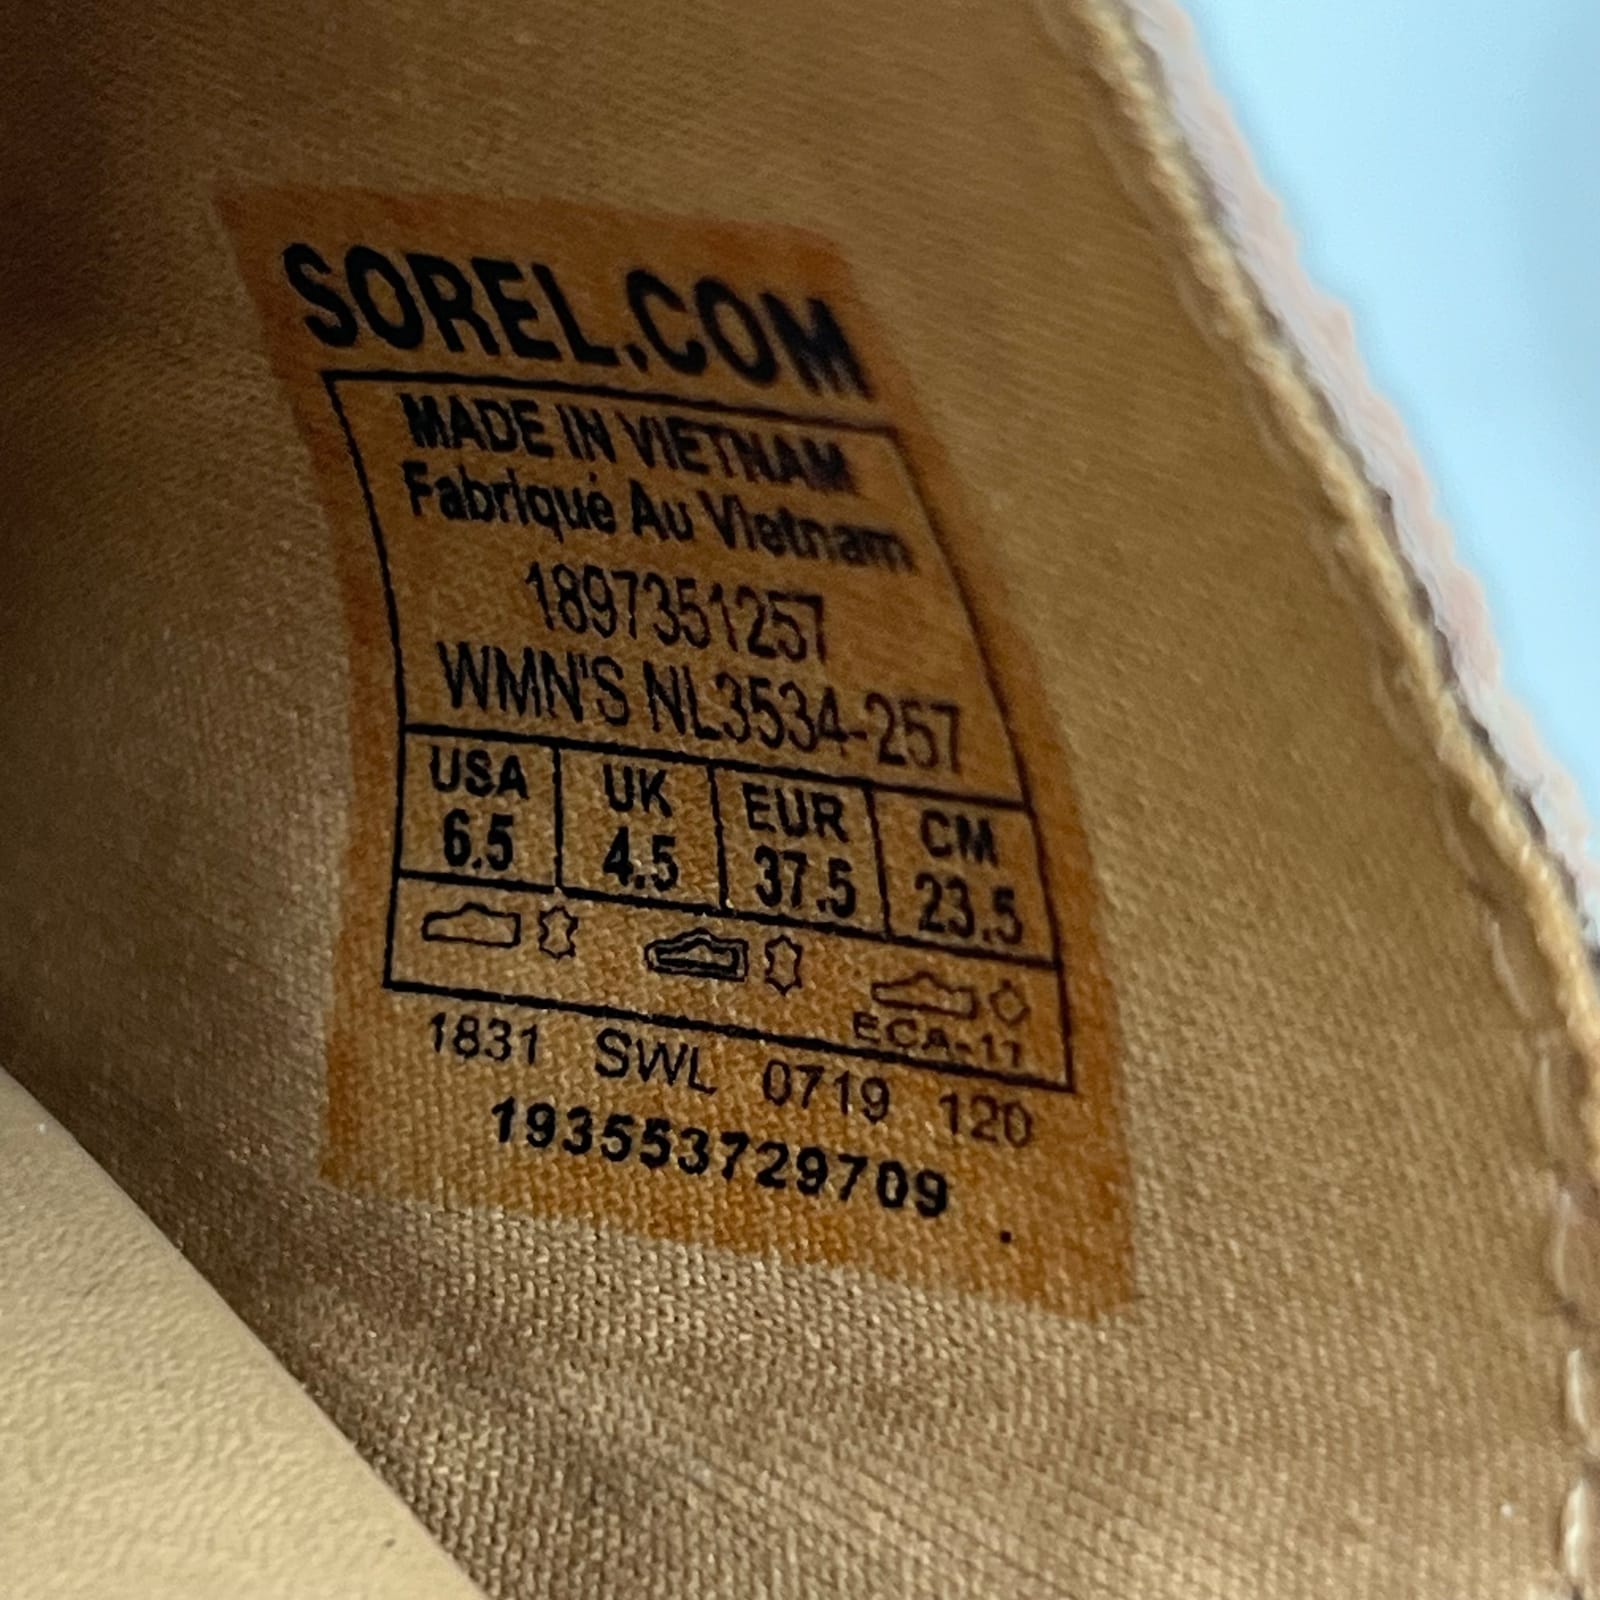 SOREL.COM
MADE IN VIETNAM
Fabriqué Au Vietnam
1897351257
WMN'S NL3534-257
USA UK EUR CM
6.5 4.5 37.5 23.5
ECA-11
1831 SWL 0719 120
193553729709